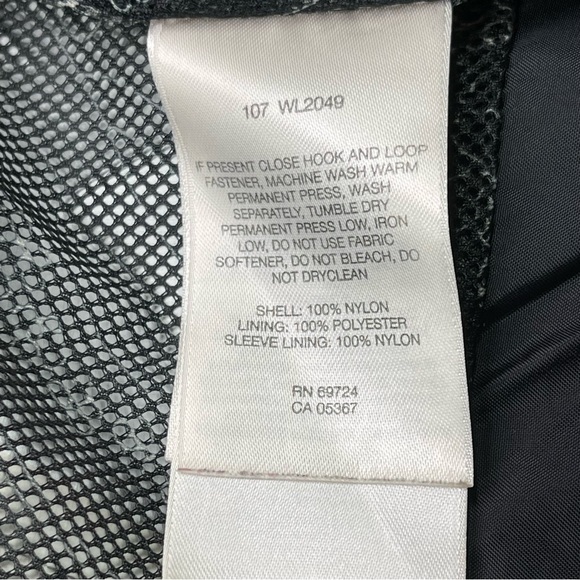 107 WL2049
IF PRESENT CLOSE HOOK AND LOOP
FASTENER, MACHINE WASH WARM
PERMANENT PRESS, WASH
SEPARATELY, TUMBLE DRY
PERMANENT PRESS LOW, IRON
LOW, DO NOT USE FABRIC
SOFTENER, DO NOT BLEACH, DO
NOT DRYCLEAN
SHELL: 100% NYLON
LINING: 100% POLYESTER
SLEEVE LINING: 100% NYLON
RN 69724
CA 05367